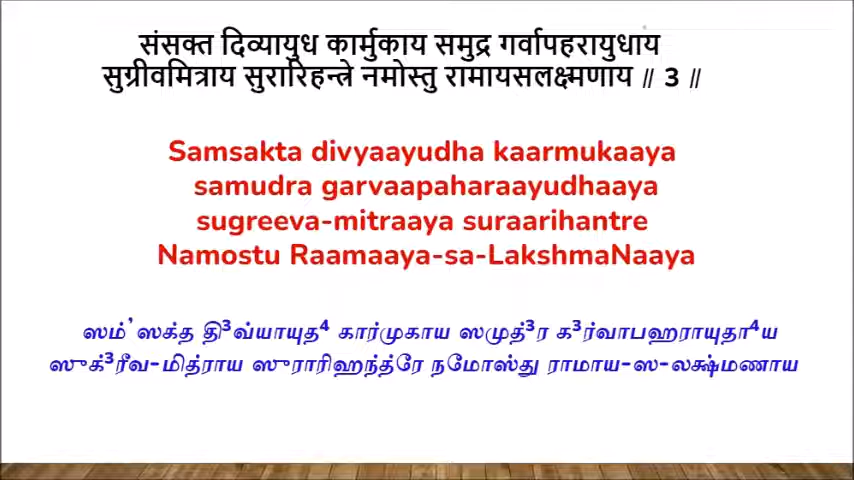 संसक्त दिव्यायुध कार्मुकाय समुद्र गर्वापहरायुधाय
सुग्रीवमित्राय सुरारिहन्त्रे नमोस्तु रामायसलक्ष्मणाय ॥ 3 ॥
Samsakta divyaayudha kaarmukaaya
samudra garvaapaharaayudhaaya
sugreeva-mitraaya suraarihantre
Namostu Raamaaya-sa-LakshmaNaaya
ஸம்ʼஸக்த தி³வ்யாயுத⁴ கார்முகாய ஸமுத்³ர க³ர்வாபஹராயுதா⁴ய
ஸுக்³ரீவ-மித்ராய ஸுராரிஹந்த்ரே நமோஸ்து ராமாய-ஸ-லக்ஷ்மணாய